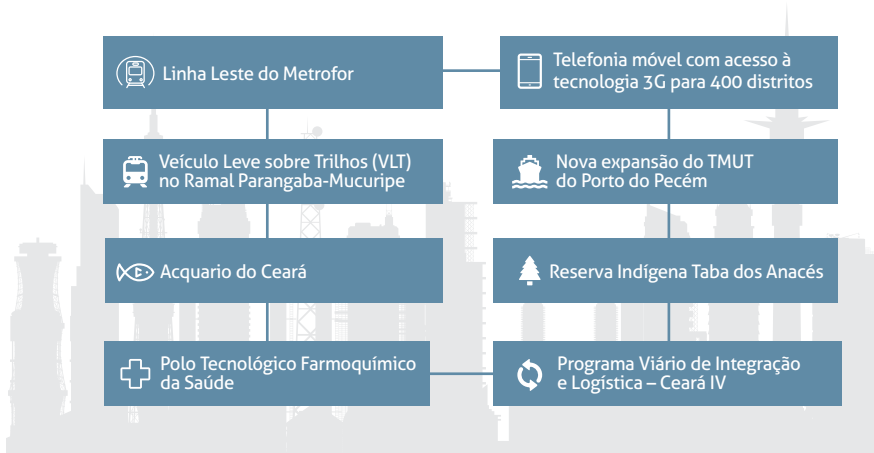 Linha Leste do Metrofor
Telefonia móvel com acesso à
tecnologia 3G para 400 distritos
Veículo Leve sobre Trilhos (VLT)
no Ramal Parangaba-Mucuripe
Nova expansão do TMUT
do Porto do Pecém
Acquario do Ceará
Reserva Indígena Taba dos Anacés
Polo Tecnológico Farmoquímico
da Saúde
Programa Viário de Integração
e Logística – Ceará IV